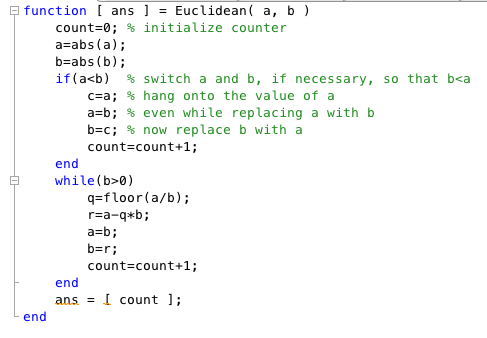 function [ ans ] = Euclidean( a, b )
    count=0; % initialize counter
    a=abs(a);
    b=abs(b);
    if(a<b)  % switch a and b, if necessary, so that b<a
        c=a; % hang onto the value of a
        a=b; % even while replacing a with b
        b=c; % now replace b with a
        count=count+1;
    end
    while(b>0)
        q=floor(a/b);
        r=a-q*b;
        a=b;
        b=r;
        count=count+1;
    end
    ans = [ count ];
end